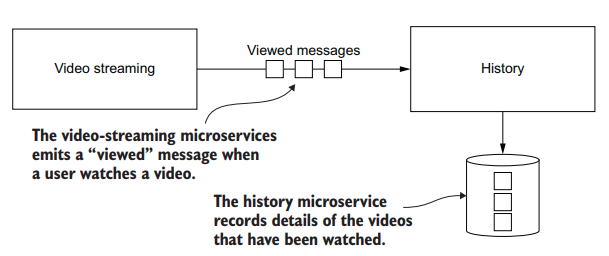 Viewed messages
Video streaming
History
The video-streaming microservices
emits a “viewed” message when
a user watches a video.
The history microservice
records details of the videos
that have been watched.